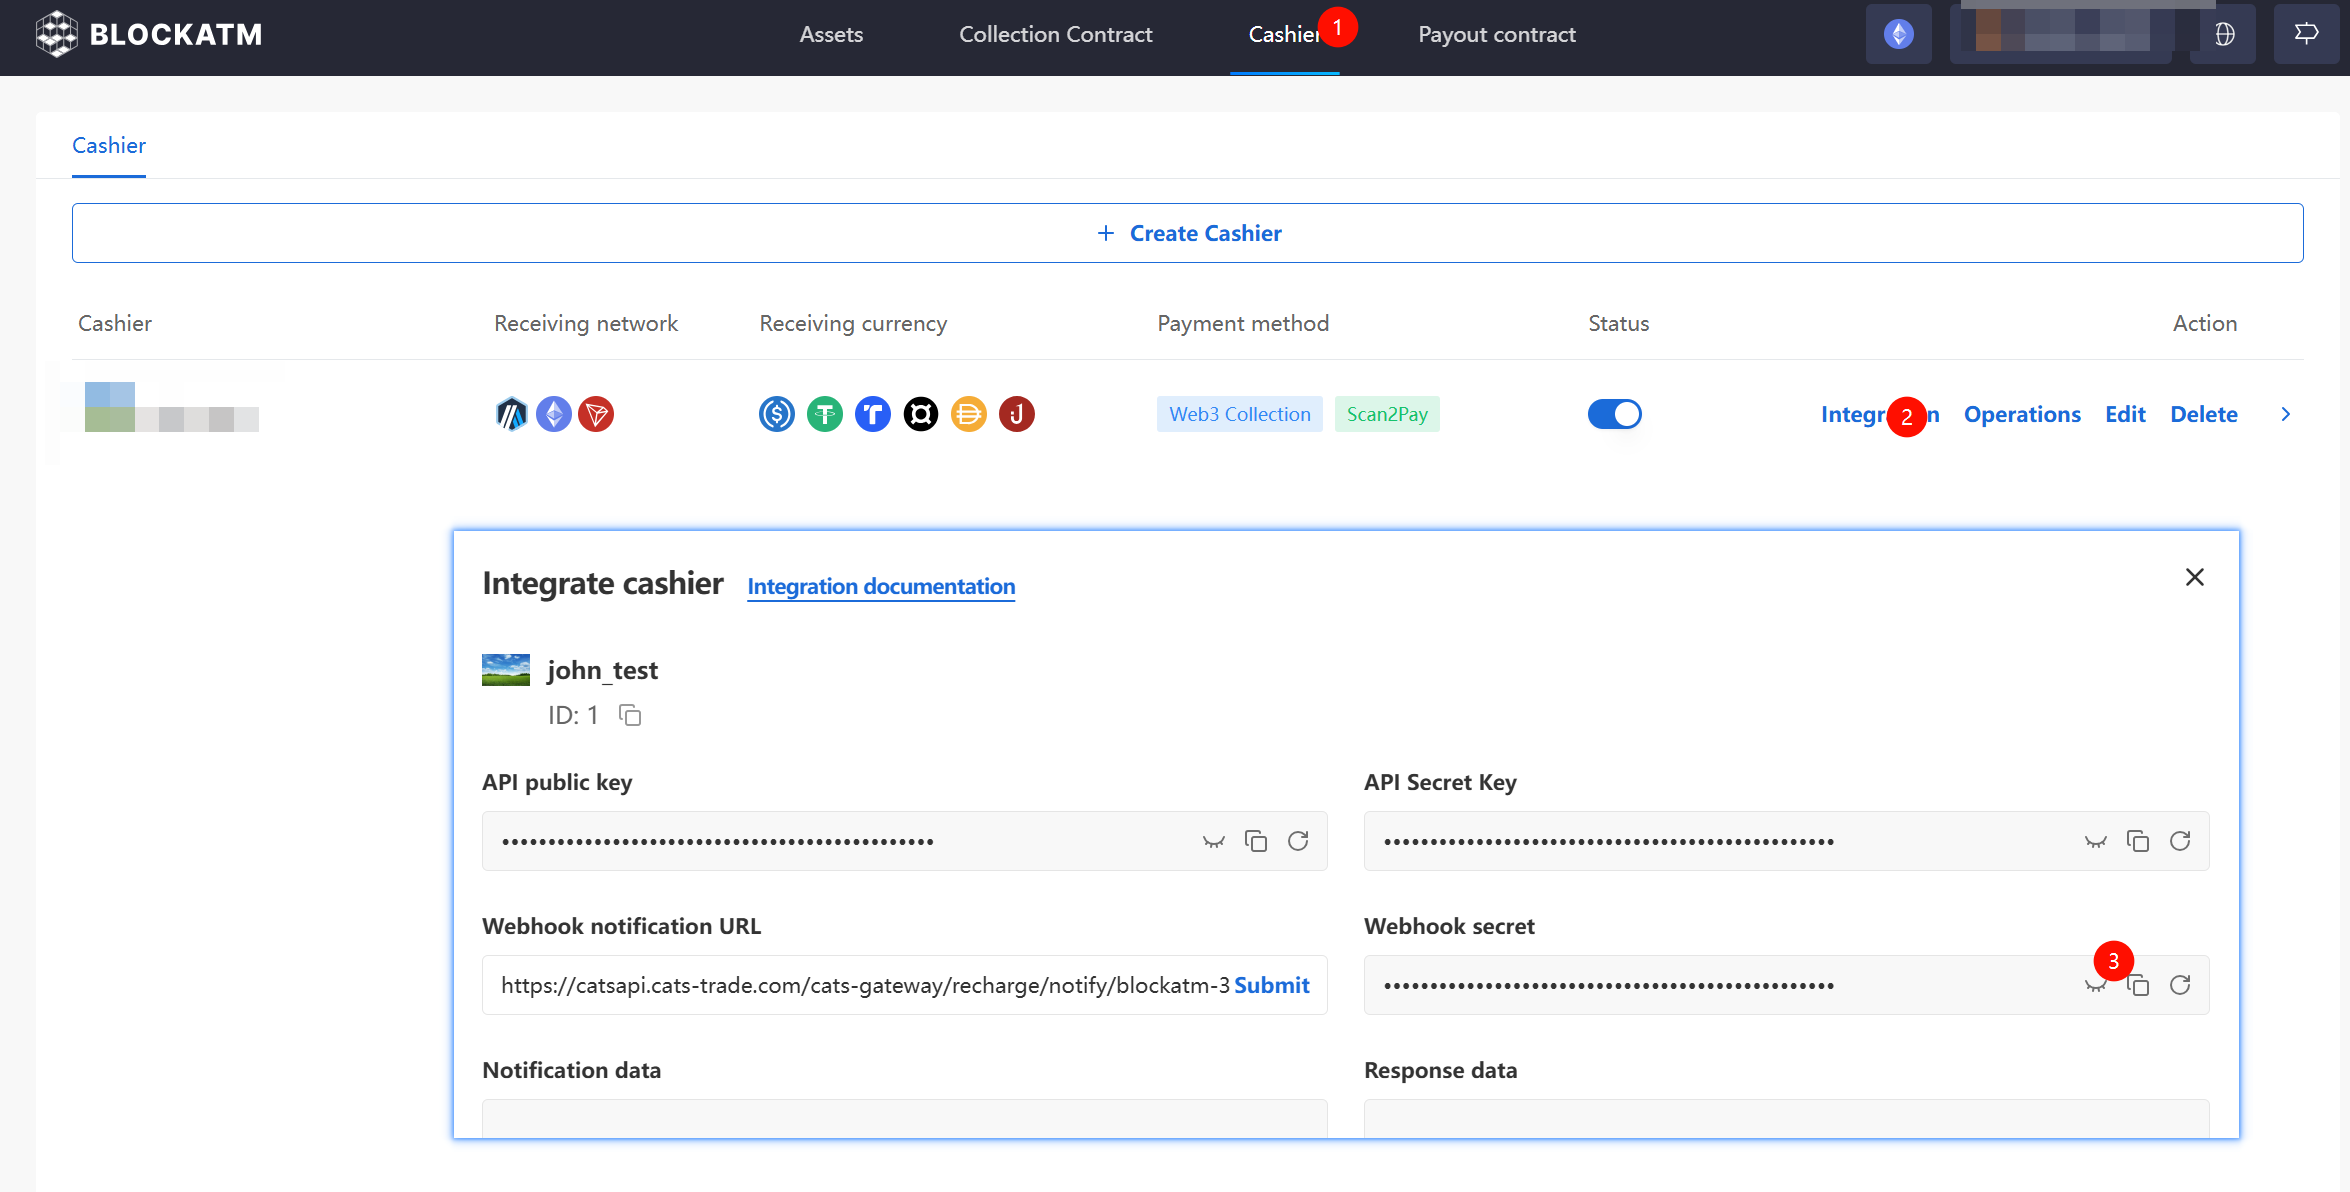 BLOCKATM
Assets
Collection Contract
Cashier
1
Payout contract
Cashier
+ Create Cashier
Cashier
Receiving network
Receiving currency
Payment method
Status
Action
Web3 Collection
Scan2Pay
Integr
2
n
Operations
Edit
Delete
Integrate cashier
Integration documentation
john_test
ID: 1
API public key
API Secret Key
Webhook notification URL
Webhook secret
https://catsapi.cats-trade.com/cats-gateway/recharge/notify/blockatm-3
Submit
3
Notification data
Response data